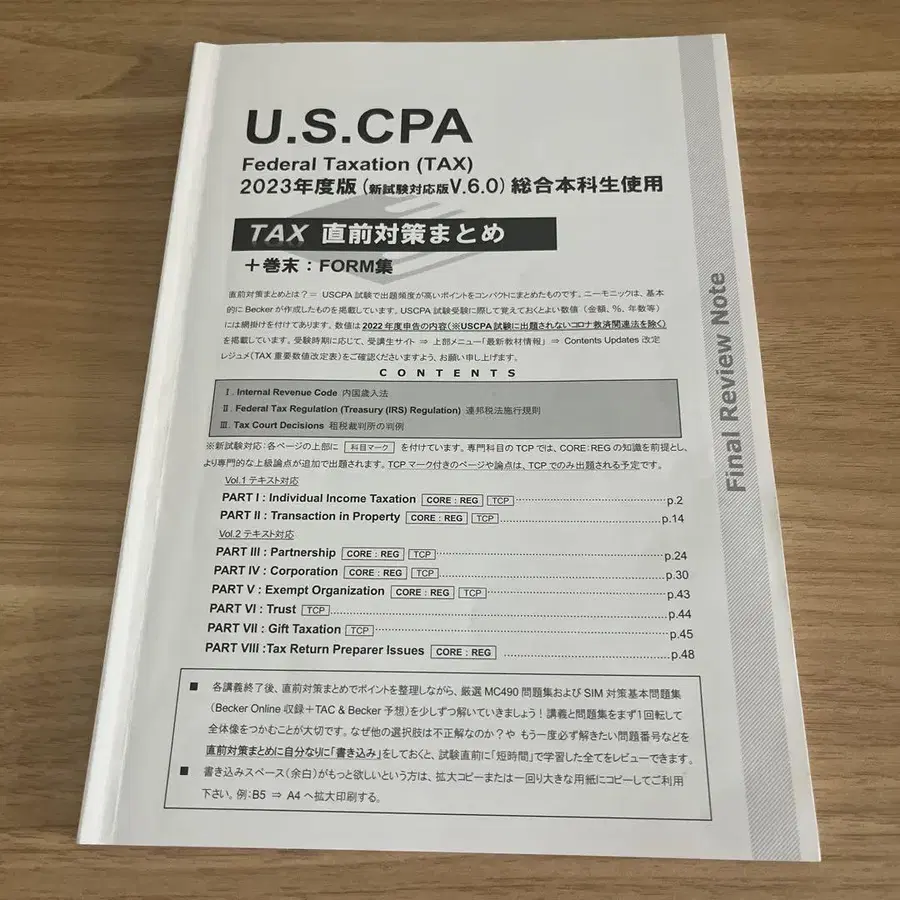 U.S.CPA
Federal Taxation (TAX)
2023年度版 (新試験対応版V.6.0) 総合本科生使用
TAX 直前対策まとめ
＋巻末：FORM集
直前対策まとめとは？＝ USCPA 試験で出題頻度が高いポイントをコンパクトにまとめたものです。ニーモニックは、基本
的に Becker が作成したものを掲載しています。USCPA 試験受験に際して覚えておくとよい数値（金額、％、年数等）
には網掛けを付けてあります。数値は2022年度申告の内容(※USCPA 試験に出題されないコロナ救済関連法を除く)
を掲載しています。受験時期に応じて、受講生サイト ⇒ 上部メニュー「最新教材情報」 ⇒ Contents Updates 改定
レジュメ(TAX 重要数値改定表)をご確認くださいますよう、お願い申し上げます。
CONTENTS
Ⅰ. Internal Revenue Code 内国歳入法
Ⅱ. Federal Tax Regulation (Treasury (IRS) Regulation) 連邦税法施行規則
Ⅲ. Tax Court Decisions 租税裁判所の判例
※新試験対応：各ページの上部に 科目マーク を付けています。専門科目の TCP では、CORE：REG の知識を前提とし、
より専門的な上級論点が追加で出題されます。TCP マーク付きのページや論点は、TCP でのみ出題される予定です。
Vol.1 テキスト対応
PART I : Individual Income Taxation CORE：REG TCP p.2
PART II : Transaction in Property CORE：REG TCP p.14
Vol.2 テキスト対応
PART III : Partnership CORE：REG TCP p.24
PART IV : Corporation CORE：REG TCP p.30
PART V : Exempt Organization CORE：REG TCP p.43
PART VI : Trust TCP p.44
PART VII : Gift Taxation TCP p.45
PART VIII :Tax Return Preparer Issues CORE：REG p.48
■ 各講義終了後、直前対策まとめでポイントを整理しながら、厳選 MC490 問題集および SIM 対策基本問題集
(Becker Online 収録＋TAC & Becker 予想)を少しずつ解いていきましょう！講義と問題集をまず1回転して
全体像をつかむことが大切です。なぜ他の選択肢は不正解なのか？や もう一度必ず解きたい問題番号などを
直前対策まとめに自分なりに「書き込み」をしておくと、試験直前に「短時間」で学習した全てをレビューできます。
■ 書き込みスペース(余白)がもっと欲しいという方は、拡大コピーまたは一回り大きな用紙にコピーしてご利用
下さい。例：B5 ⇒ A4 へ拡大印刷する。
Final Review Note